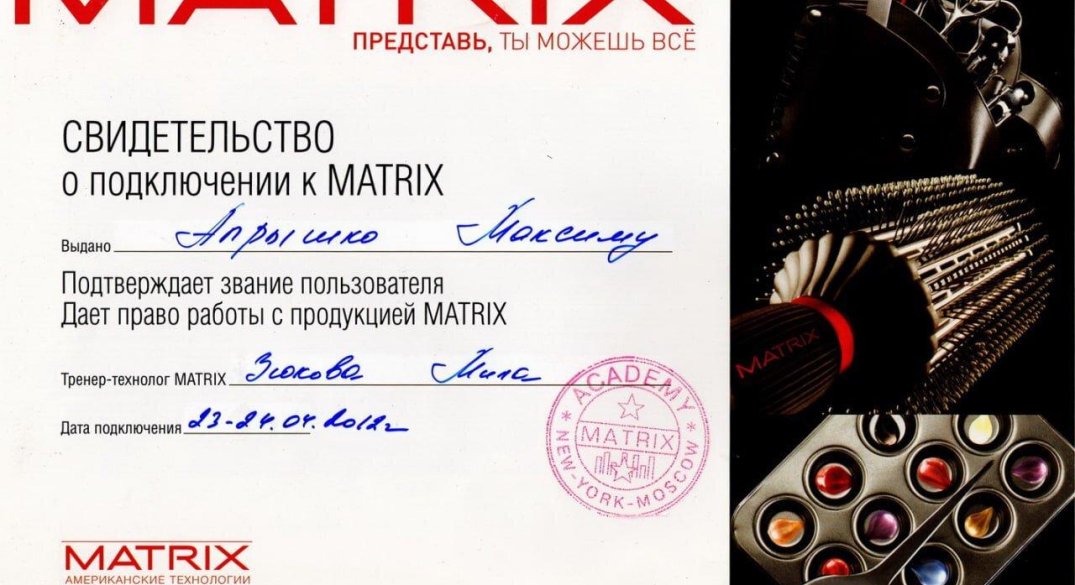 MATRIX
ПРЕДСТАВЬ, ТЫ МОЖЕШЬ ВСЁ
СВИДЕТЕЛЬСТВО
о подключении к MATRIX
Выдано Апрышко Максиму
Подтверждает звание пользователя
Дает право работы с продукцией MATRIX
Тренер-технолог MATRIX Зюкова Мила
Дата подключения 23-24.04.2012г
ACADEMY
MATRIX
NEW-YORK-MOSCOW
MATRIX
АМЕРИКАНСКИЕ ТЕХНОЛОГИИ
MATRIX